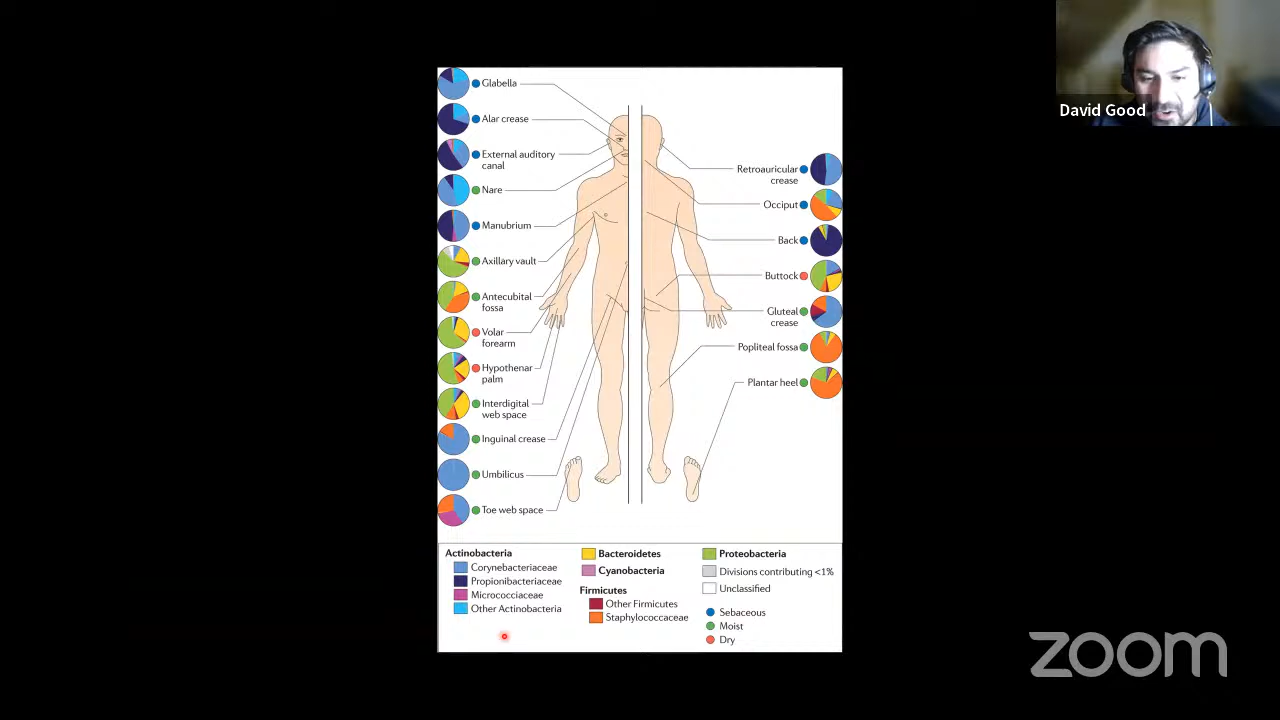 David Good
Glabella
Alar crease
External auditory
canal
Nare
Manubrium
Axillary vault
Antecubital
fossa
Volar
forearm
Hypothenar
palm
Interdigital
web space
Inguinal crease
Umbilicus
Toe web space
Retroauricular
crease
Occiput
Back
Buttock
Gluteal
crease
Popliteal fossa
Plantar heel
Actinobacteria
Corynebacteriaceae
Propionibacteriaceae
Micrococciaceae
Other Actinobacteria
Bacteroidetes
Cyanobacteria
Firmicutes
Other Firmicutes
Staphylococcaceae
Proteobacteria
Divisions contributing <1%
Unclassified
Sebaceous
Moist
Dry
zoom